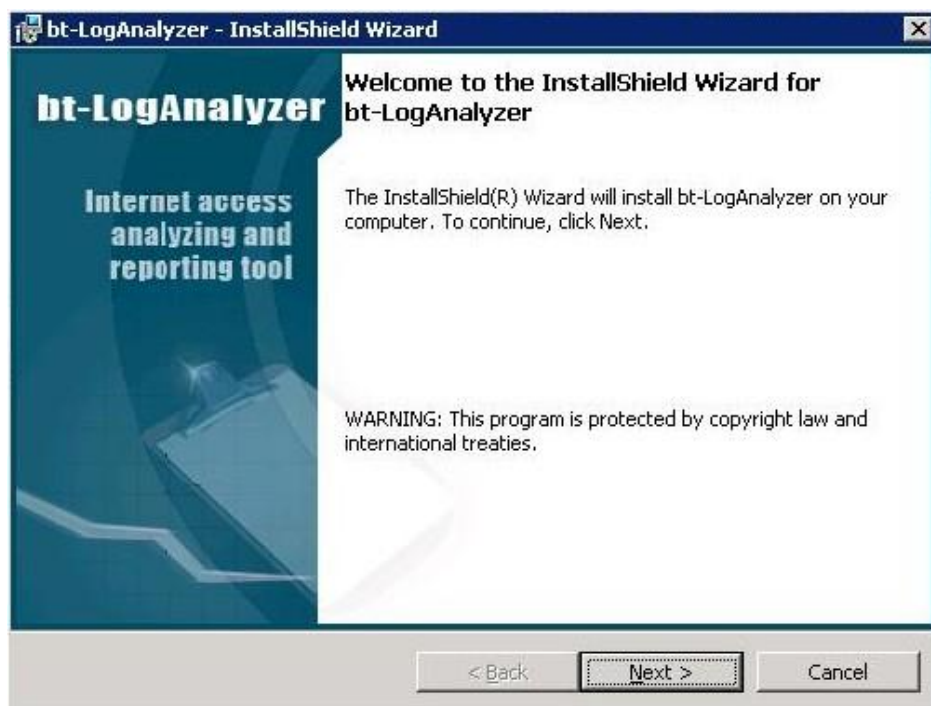 bt-LogAnalyzer - InstallShield Wizard
bt-LogAnalyzer
Internet access
analyzing and
reporting tool
Welcome to the InstallShield Wizard for
bt-LogAnalyzer
The InstallShield(R) Wizard will install bt-LogAnalyzer on your
computer. To continue, click Next.
WARNING: This program is protected by copyright law and
international treaties.
< Back
Next >
Cancel